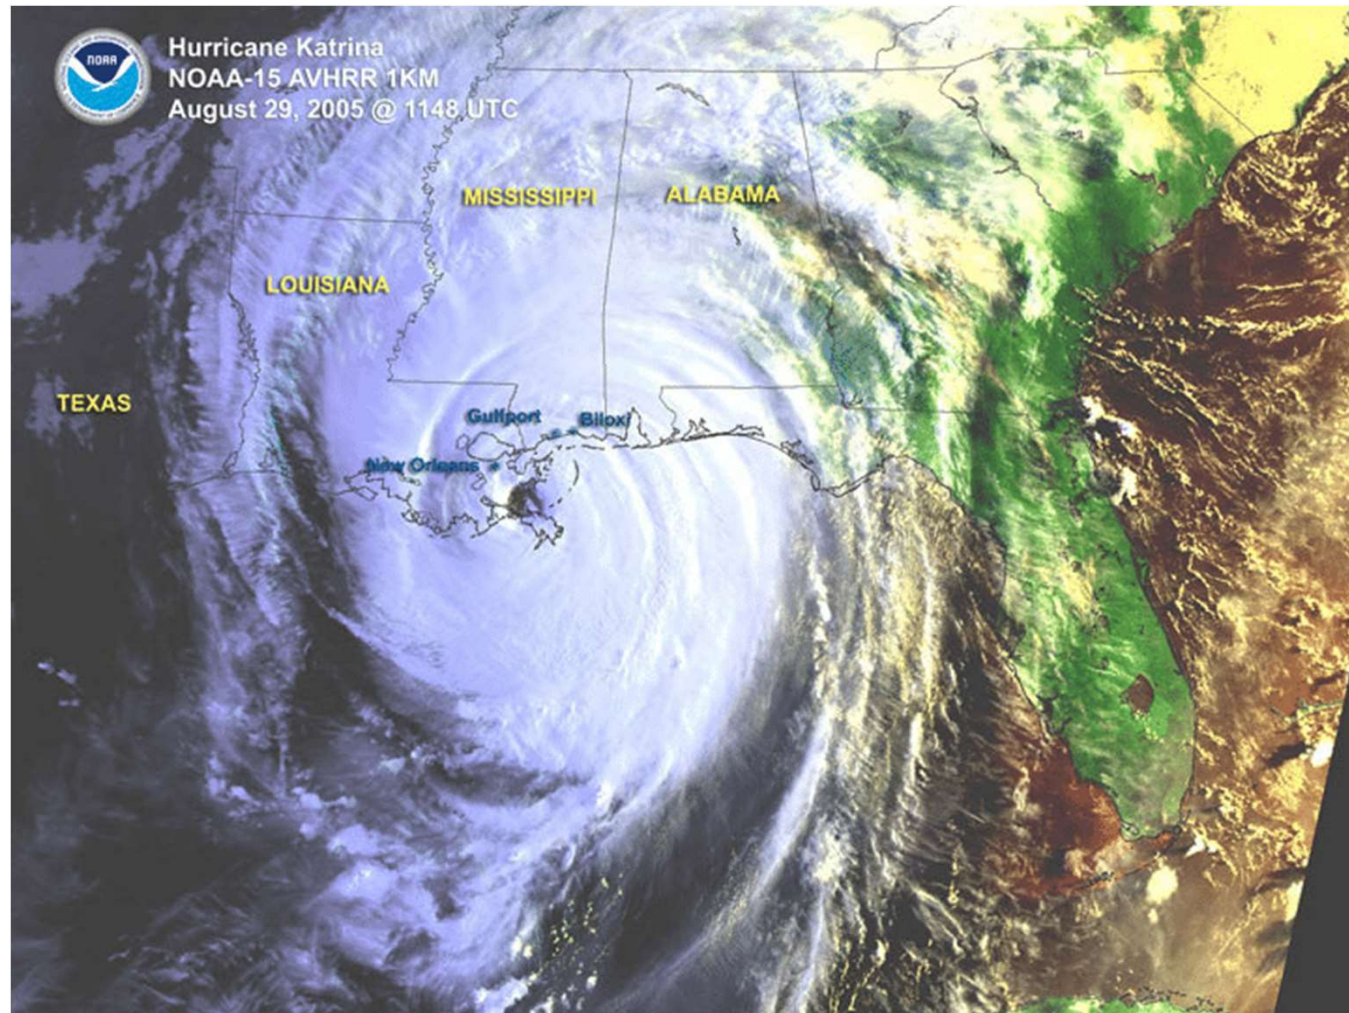 NOAA
Hurricane Katrina
NOAA-15 AVHRR 1KM
August 29, 2005 @ 1148 UTC
MISSISSIPPI
ALABAMA
LOUISIANA
TEXAS
Gulfport
Biloxi
New Orleans